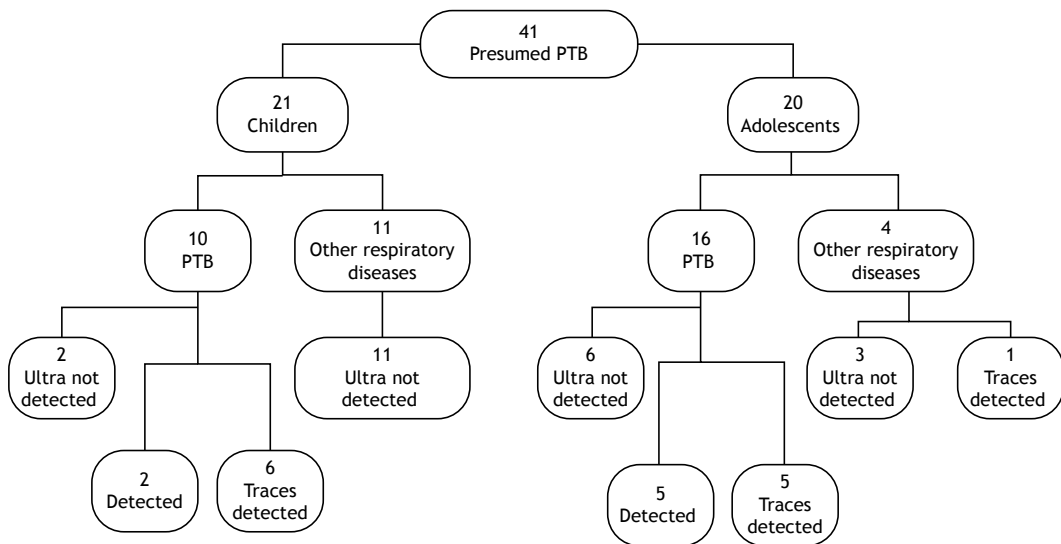 41
Presumed PTB
21
Children
20
Adolescents
10
PTB
11
Other respiratory
diseases
16
PTB
4
Other respiratory
diseases
2
Ultra not
detected
11
Ultra not
detected
6
Ultra not
detected
3
Ultra not
detected
1
Traces
detected
2
Detected
6
Traces
detected
5
Detected
5
Traces
detected